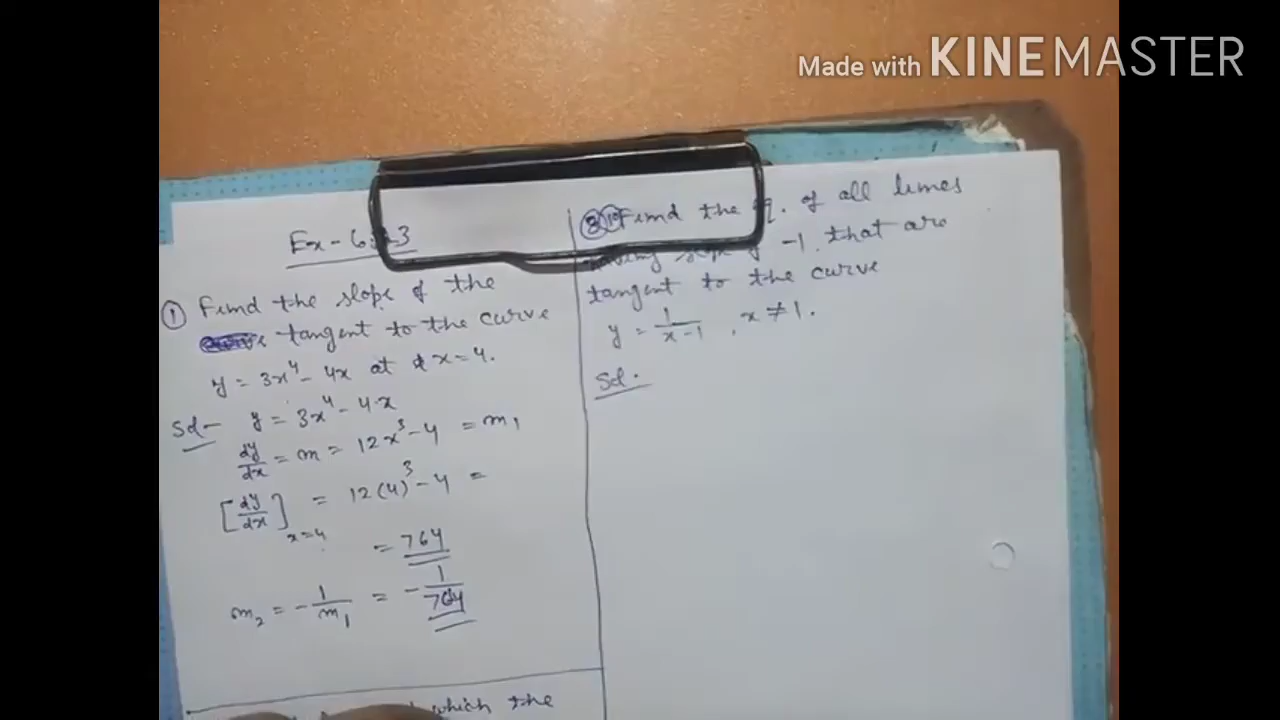 Made with KINEMASTER
Ex - 6.3
① Find the slope of the
tangent to the curve
y = 3x⁴ - 4x at x = 4.
Sol - y = 3x⁴ - 4x
dy/dx = m = 12x³ - 4 = m₁
[dy/dx]ₓ₌₄ = 12(4)³ - 4 =
= 764
m₂ = - 1/m₁ = - 1/764
which the
Find the eq. of all lines
having slope -1. that are
tangent to the curve
y = 1/(x-1) , x ≠ 1.
Sol.